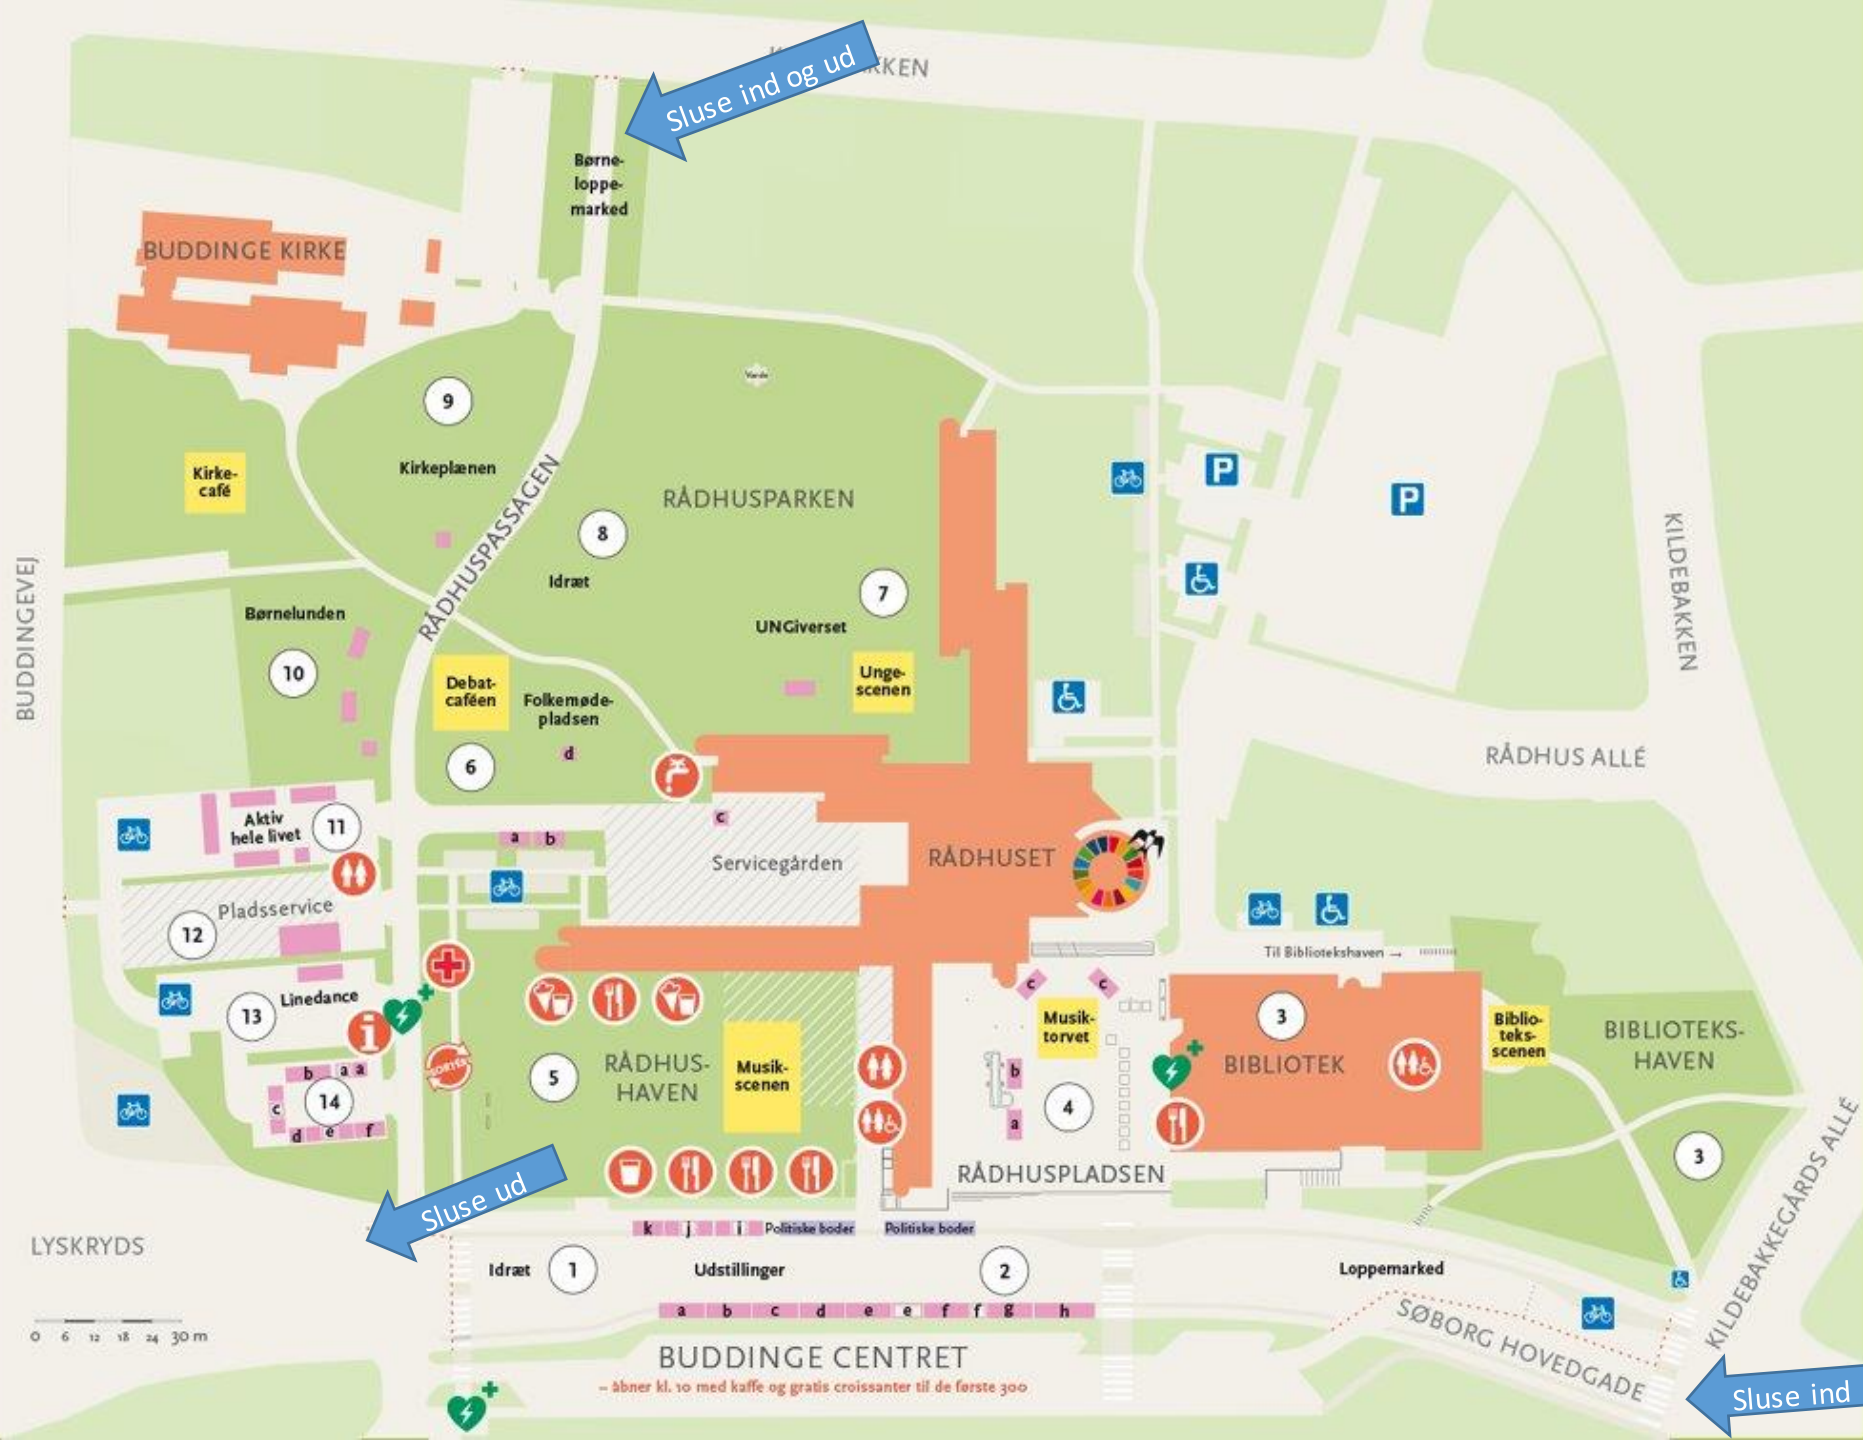 Sluse ind og ud
KKEN
Børne-
loppe-
marked
BUDDINGE KIRKE
9
Varde
Kirke-
café
Kirkeplænen
RÅDHUSPARKEN
P
P
8
RÅDHUSPASSAGEN
Idræt
7
KILDEBAKKEN
BUDDINGEVEJ
Børnelunden
UNGiverset
10
Debat-
caféen
Folkemøde-
pladsen
Unge-
scenen
d
6
RÅDHUS ALLÉ
Aktiv
hele livet
11
c
a b
Servicegården
RÅDHUSET
Pladsservice
12
Til Bibliotekshaven →
Linedance
13
c c
Musik-
torvet
3
Biblio-
teks-
scenen
BIBLIOTEKS-
HAVEN
i
5
RÅDHUS-
HAVEN
Musik-
scenen
BIBLIOTEK
b a a
c
14
d e f
b
a
4
3
RÅDHUSPLADSEN
KILDEBAKKEGÅRDS ALLÉ
Sluse ud
k j i Politiske boder
Politiske boder
LYSKRYDS
Idræt
1
Udstillinger
2
Loppemarked
a b c d e e f f g h
SØBORG HOVEDGADE
0 6 12 18 24 30 m
BUDDINGE CENTRET
– åbner kl. 10 med kaffe og gratis croissanter til de første 300
Sluse ind